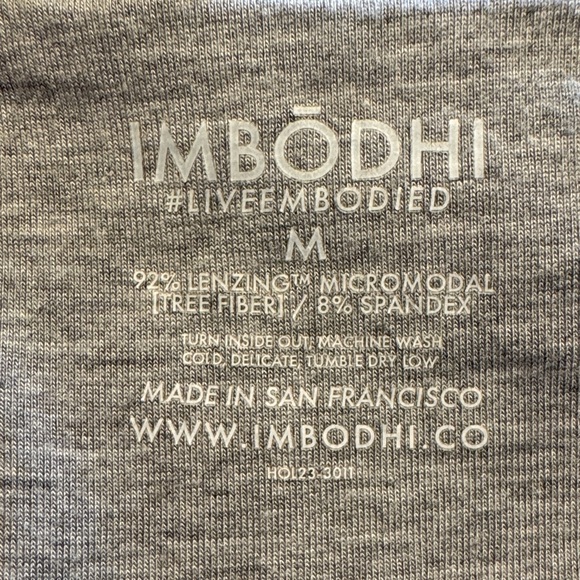 IMBŌDHI
#LIVEEMBODIED
M
92% LENZING™ MICROMODAL
[TREE FIBER] / 8% SPANDEX
TURN INSIDE OUT, MACHINE WASH
COLD, DELICATE, TUMBLE DRY LOW
MADE IN SAN FRANCISCO
WWW.IMBODHI.CO
HOL23-3011